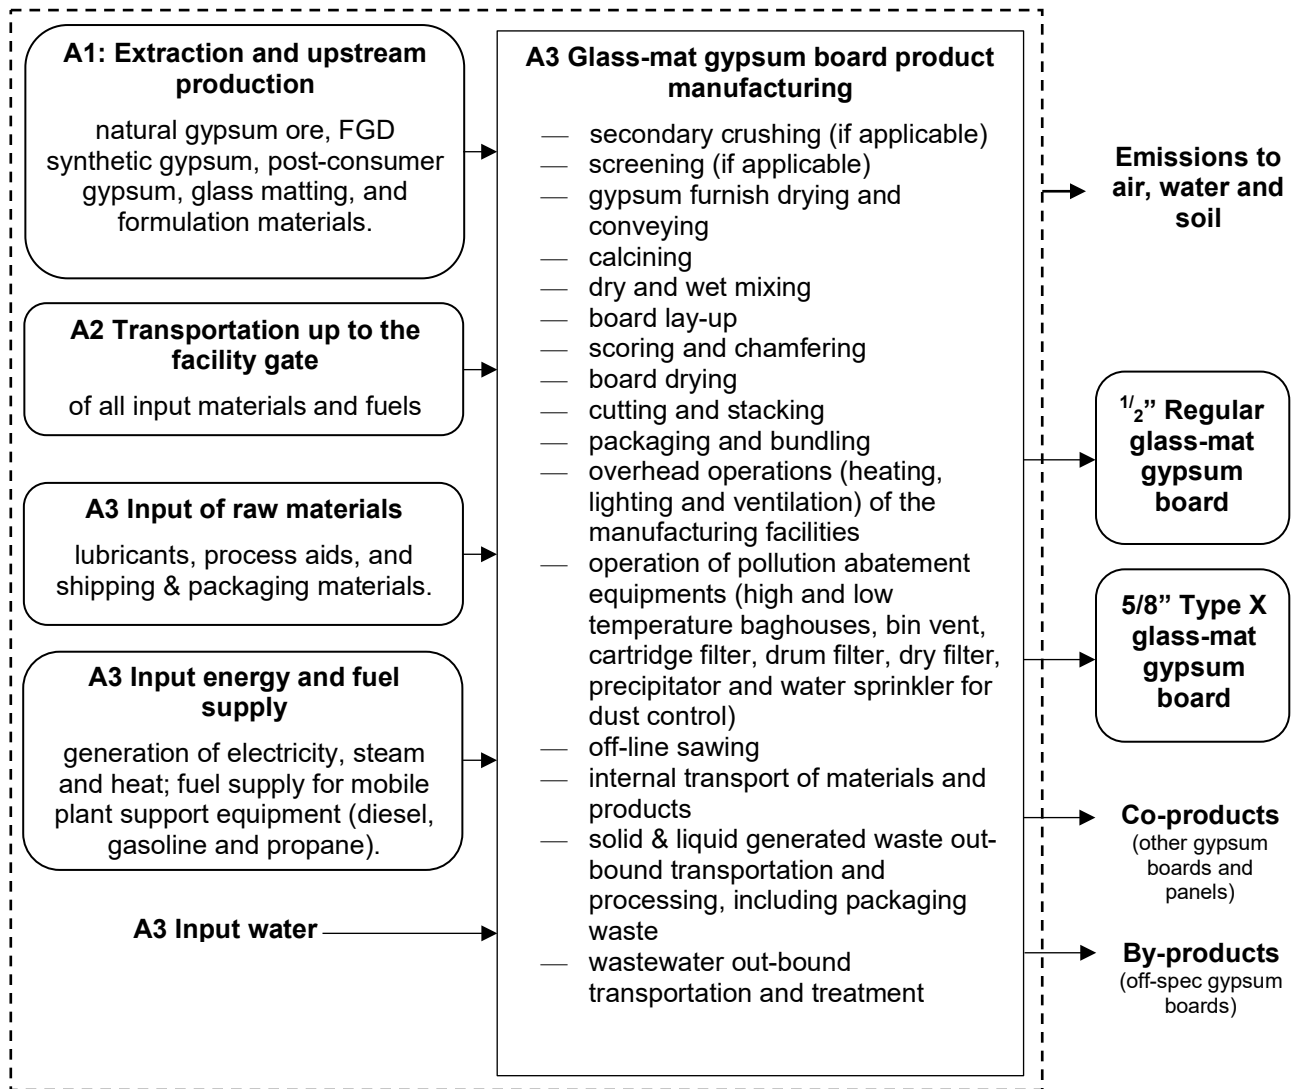 A1: Extraction and upstream
production
natural gypsum ore, FGD
synthetic gypsum, post-consumer
gypsum, glass matting, and
formulation materials.
A2 Transportation up to the
facility gate
of all input materials and fuels
A3 Input of raw materials
lubricants, process aids, and
shipping & packaging materials.
A3 Input energy and fuel
supply
generation of electricity, steam
and heat; fuel supply for mobile
plant support equipment (diesel,
gasoline and propane).
A3 Input water
A3 Glass-mat gypsum board product
manufacturing
— secondary crushing (if applicable)
— screening (if applicable)
— gypsum furnish drying and
conveying
— calcining
— dry and wet mixing
— board lay-up
— scoring and chamfering
— board drying
— cutting and stacking
— packaging and bundling
— overhead operations (heating,
lighting and ventilation) of the
manufacturing facilities
— operation of pollution abatement
equipments (high and low
temperature baghouses, bin vent,
cartridge filter, drum filter, dry filter,
precipitator and water sprinkler for
dust control)
— off-line sawing
— internal transport of materials and
products
— solid & liquid generated waste out-
bound transportation and
processing, including packaging
waste
— wastewater out-bound
transportation and treatment
Emissions to
air, water and
soil
1/2” Regular
glass-mat
gypsum
board
5/8” Type X
glass-mat
gypsum
board
Co-products
(other gypsum
boards and
panels)
By-products
(off-spec gypsum
boards)